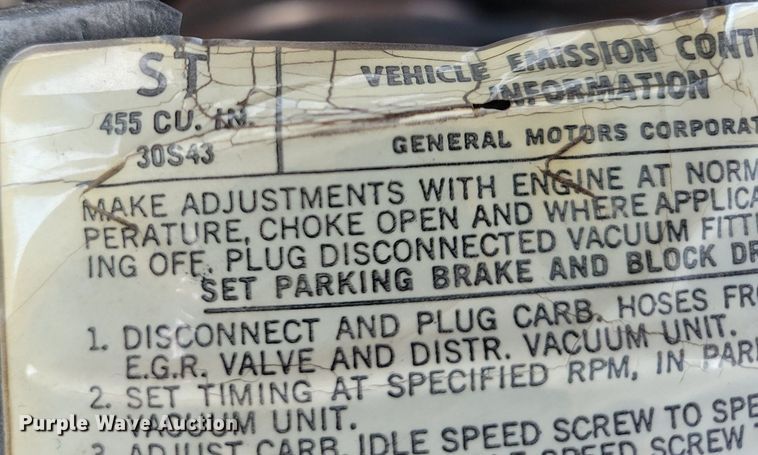 ST
455 CU. IN.
30S43
VEHICLE EMISSION CONT
INFORMATION
GENERAL MOTORS CORPORAT
MAKE ADJUSTMENTS WITH ENGINE AT NORM
PERATURE, CHOKE OPEN AND WHERE APPLICA
ING OFF. PLUG DISCONNECTED VACUUM FITT
SET PARKING BRAKE AND BLOCK DR
1. DISCONNECT AND PLUG CARB. HOSES FR
E.G.R. VALVE AND DISTR. VACUUM UNIT.
2. SET TIMING AT SPECIFIED RPM, IN PAR
VACUUM UNIT.
3 ADJUST CARB. IDLE SPEED SCREW TO SPE
SPEED SCREW
Purple Wave Auction